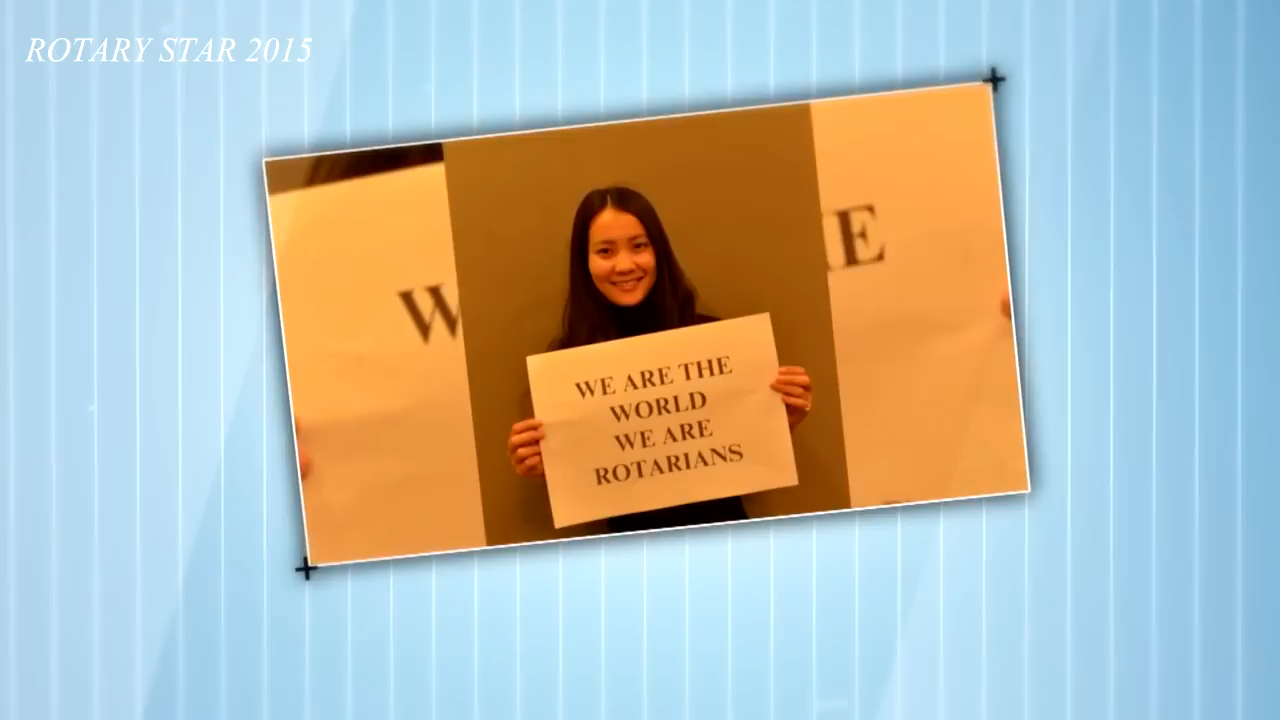 ROTARY STAR 2015
W
E
WE ARE THE
WORLD
WE ARE
ROTARIANS